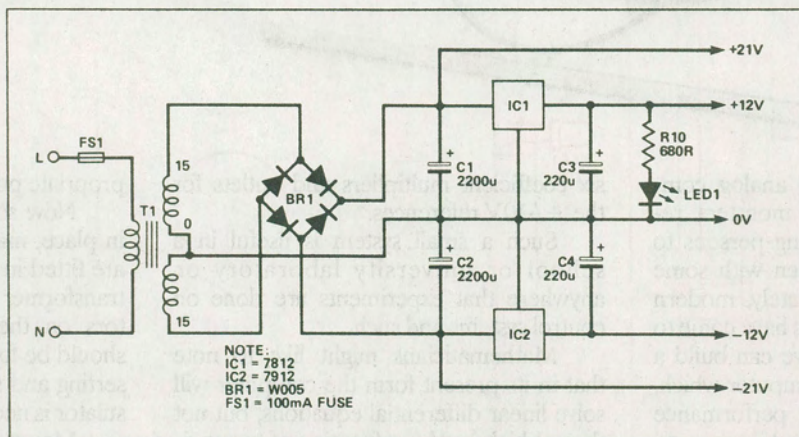 +21V
+12V
FS1
IC1
L
R10
680R
15
C1
2200u
C3
220u
T1
BR1
LED1
0
0V
C2
2200u
C4
220u
N
15
-12V
IC2
NOTE:
IC1 = 7812
IC2 = 7912
BR1 = W005
FS1 = 100mA FUSE
-21V
+
+
+
+